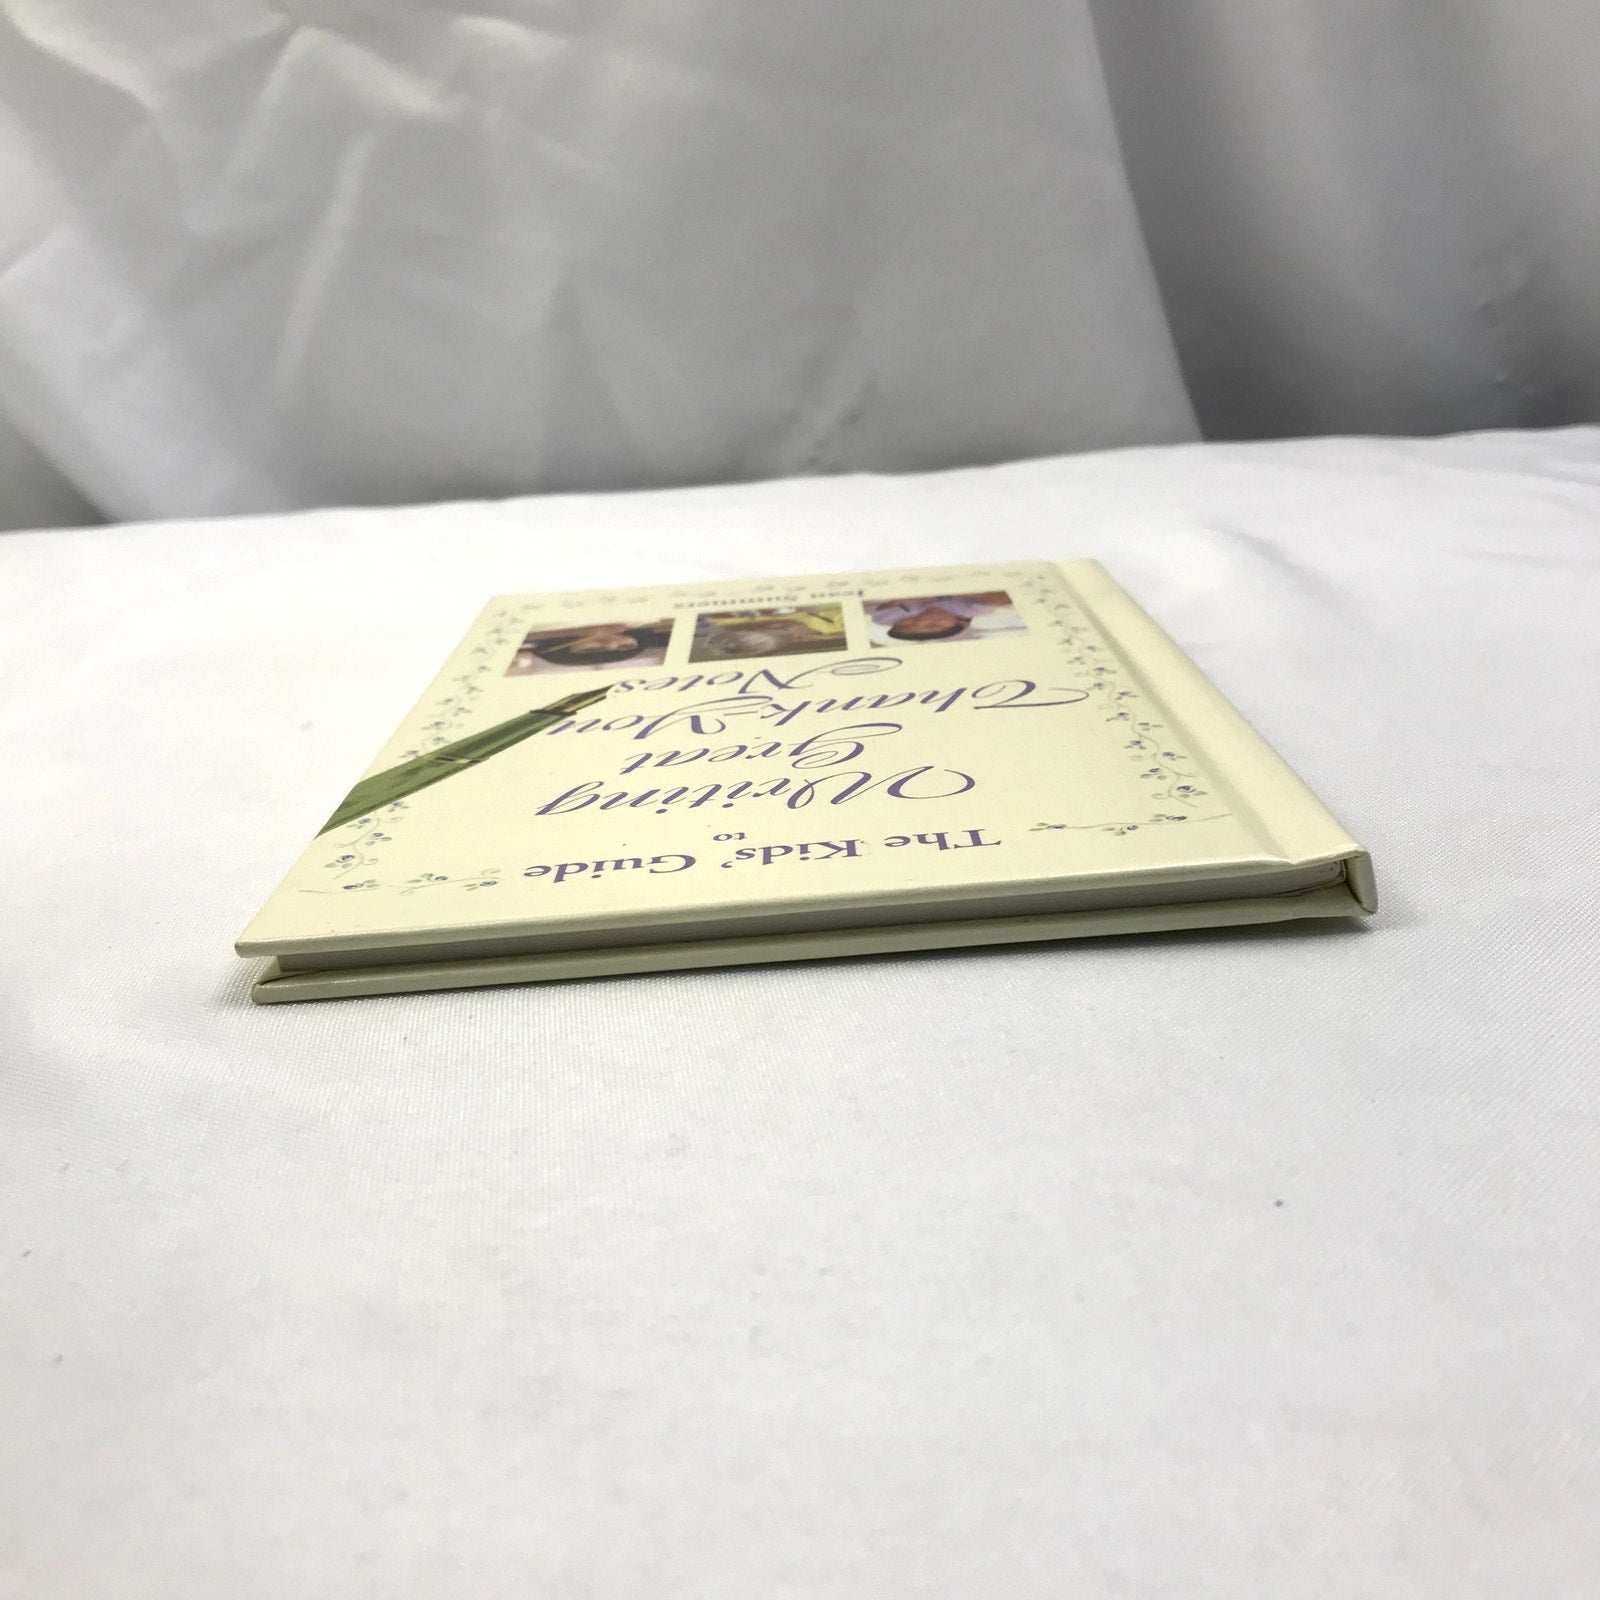 The Kids' Guide
to
Writing
Great
Thank-You
Notes
Jean Summers